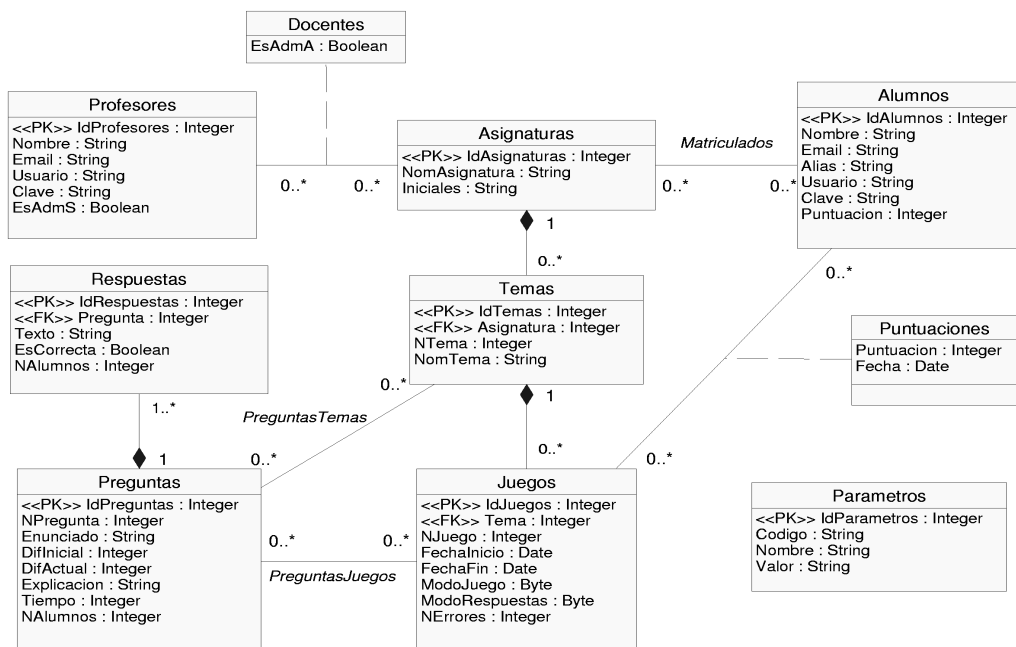 Docentes
EsAdmA : Boolean
Profesores
<<PK>> IdProfesores : Integer
Nombre : String
Email : String
Usuario : String
Clave : String
EsAdmS : Boolean
0..*
0..*
Asignaturas
<<PK>> IdAsignaturas : Integer
NomAsignatura : String
Iniciales : String
Matriculados
0..*
0..*
Alumnos
<<PK>> IdAlumnos : Integer
Nombre : String
Email : String
Alias : String
Usuario : String
Clave : String
Puntuacion : Integer
1
0..*
0..*
Respuestas
<<PK>> IdRespuestas : Integer
<<FK>> Pregunta : Integer
Texto : String
EsCorrecta : Boolean
NAlumnos : Integer
Temas
<<PK>> IdTemas : Integer
<<FK>> Asignatura : Integer
NTema : Integer
NomTema : String
Puntuaciones
Puntuacion : Integer
Fecha : Date
1..*
1
PreguntasTemas
0..*
0..*
1
0..*
0..*
Preguntas
<<PK>> IdPreguntas : Integer
NPregunta : Integer
Enunciado : String
DifInicial : Integer
DifActual : Integer
Explicacion : String
Tiempo : Integer
NAlumnos : Integer
0..*
0..*
PreguntasJuegos
Juegos
<<PK>> IdJuegos : Integer
<<FK>> Tema : Integer
NJuego : Integer
FechaInicio : Date
FechaFin : Date
ModoJuego : Byte
ModoRespuestas : Byte
NErrores : Integer
Parametros
<<PK>> IdParametros : Integer
Codigo : String
Nombre : String
Valor : String